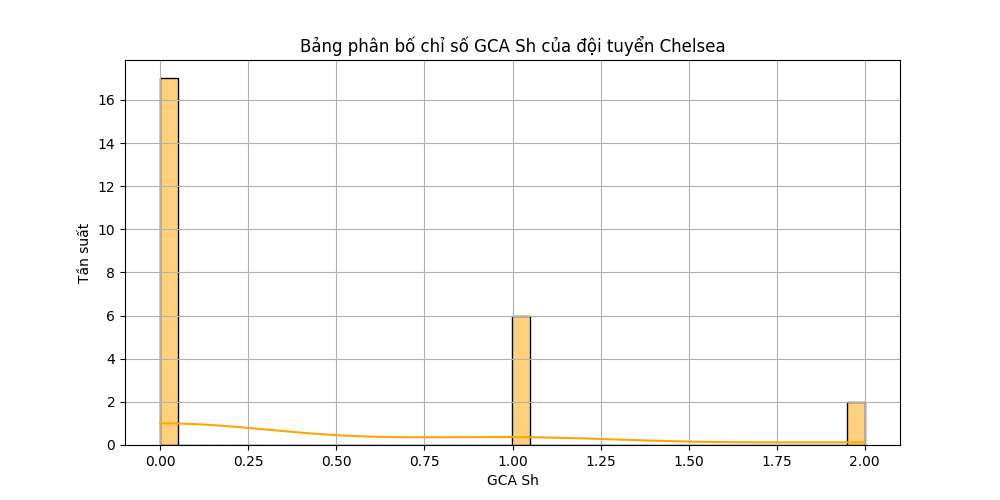 Bảng phân bố chỉ số GCA Sh của đội tuyển Chelsea
Tần suất
16
14
12
10
8
6
4
2
0
0.00 0.25 0.50 0.75 1.00 1.25 1.50 1.75 2.00
GCA Sh